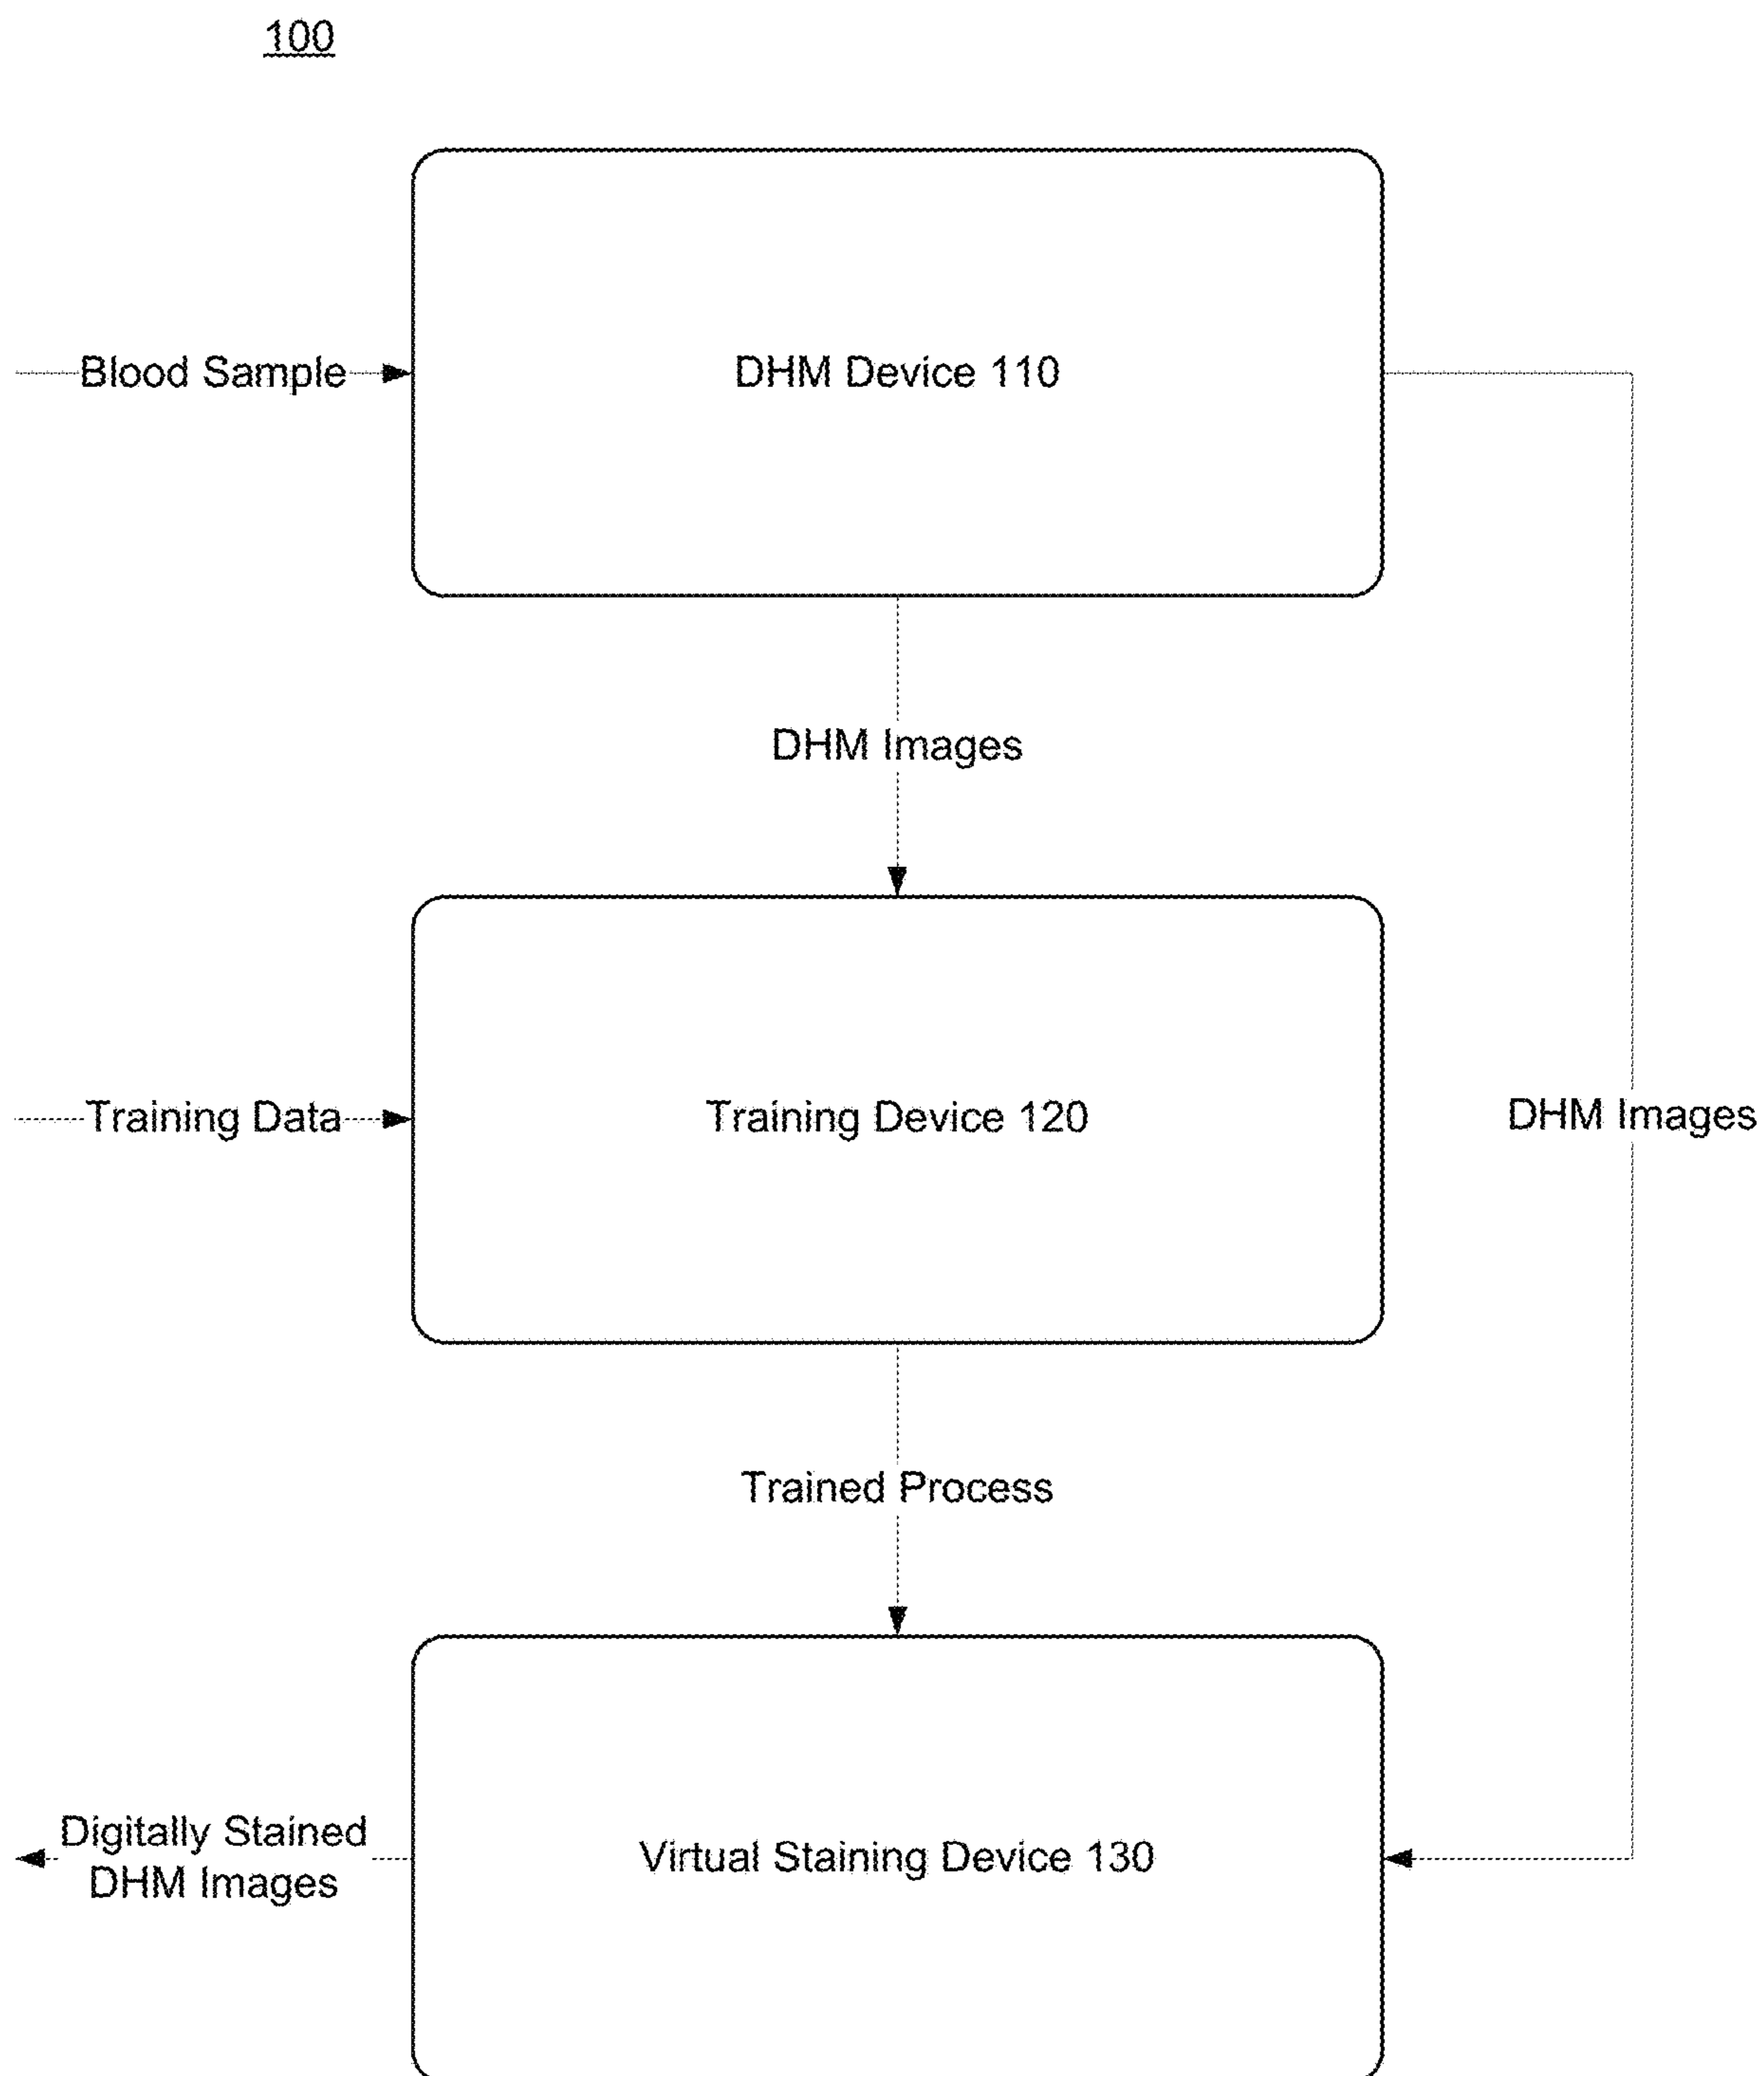 100
Blood Sample
DHM Device 110
DHM Images
Training Data
Training Device 120
DHM Images
Trained Process
Digitally Stained
DHM Images
Virtual Staining Device 130